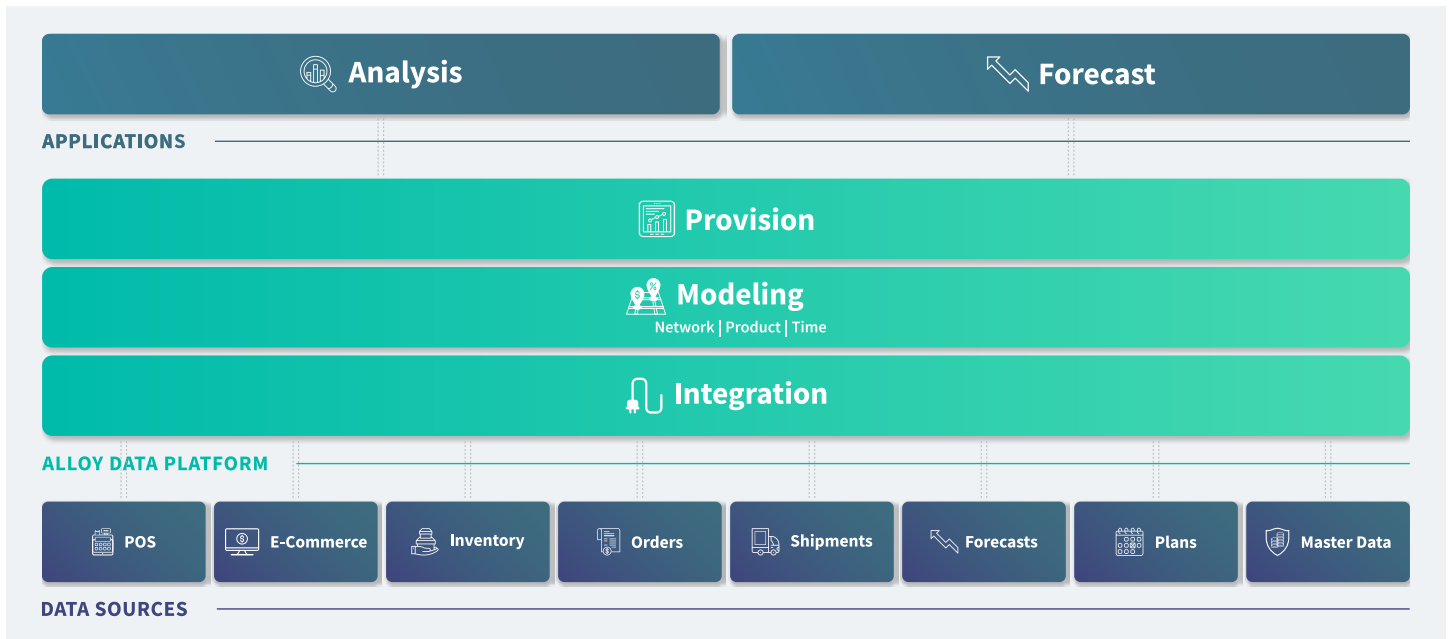 Analysis
Forecast
APPLICATIONS
Provision
Modeling
Network | Product | Time
Integration
ALLOY DATA PLATFORM
POS
E-Commerce
Inventory
Orders
Shipments
Forecasts
Plans
Master Data
DATA SOURCES